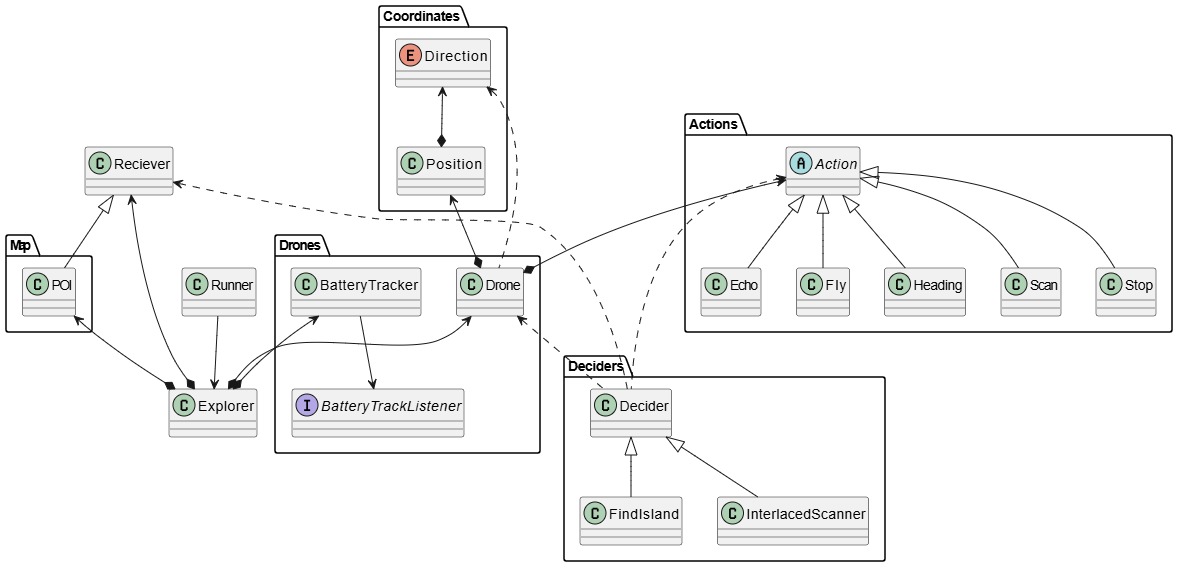 Coordinates
E Direction
C Position
Actions
A Action
C Echo
C Fly
C Heading
C Scan
C Stop
C Reciever
Map
C POI
C Runner
C Explorer
Drones
C BatteryTracker
C Drone
I BatteryTrackListener
Deciders
C Decider
C FindIsland
C InterlacedScanner